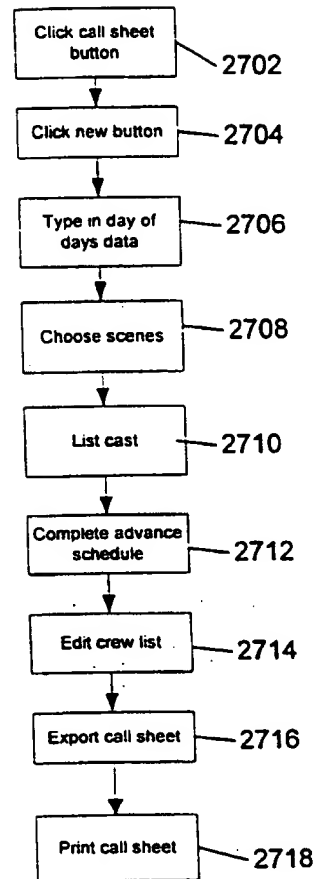 Click call sheet
button
2702
Click new button
2704
Type in day of
days data
2706
Choose scenes
2708
List cast
2710
Complete advance
schedule
2712
Edit crew list
2714
Export call sheet
2716
Print call sheet
2718